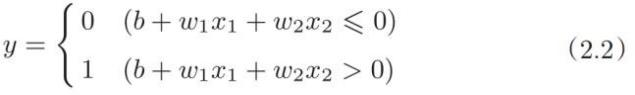 y = { 0 (b + w₁x₁ + w₂x₂ ⩽ 0)
1 (b + w₁x₁ + w₂x₂ > 0) (2.2)